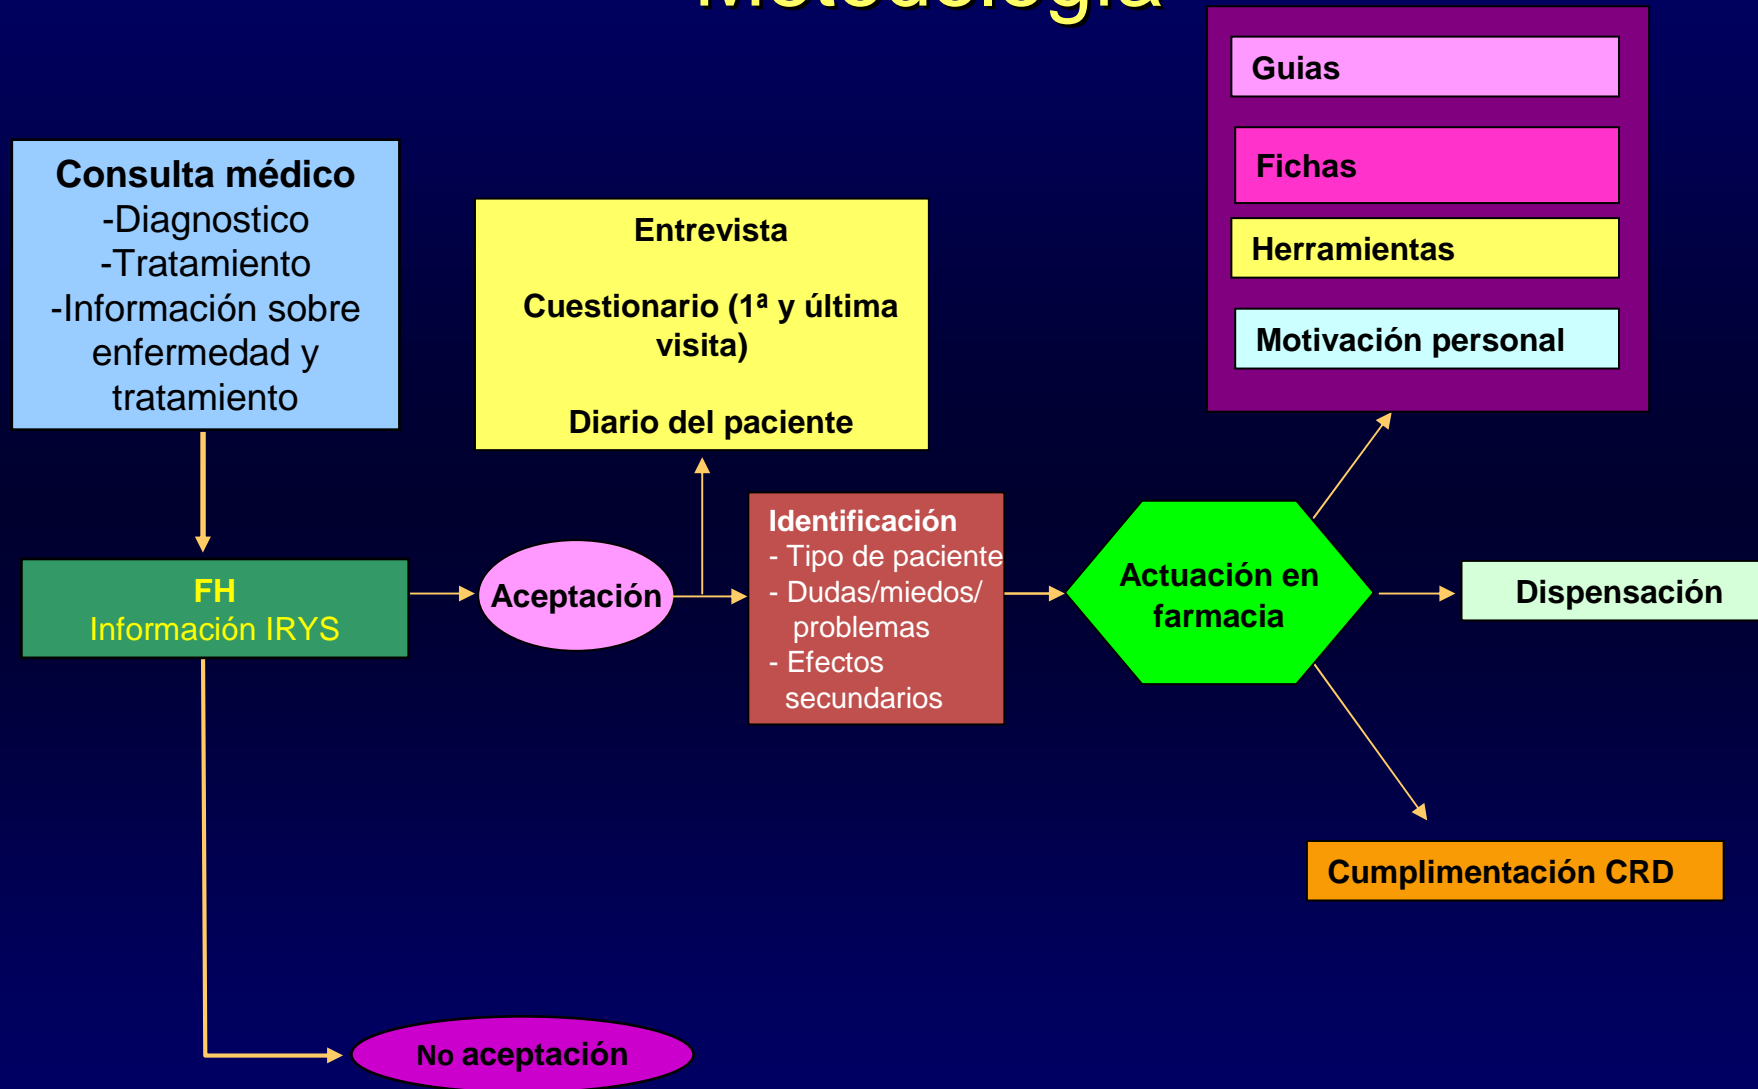 Metodología
Guias
Fichas
Herramientas
Motivación personal
Consulta médico
-Diagnostico
-Tratamiento
-Información sobre
enfermedad y
tratamiento
Entrevista
Cuestionario (1ª y última
visita)
Diario del paciente
FH
Información IRYS
Aceptación
Identificación
- Tipo de paciente
- Dudas/miedos/
problemas
- Efectos
secundarios
Actuación en
farmacia
Dispensación
Cumplimentación CRD
No aceptación